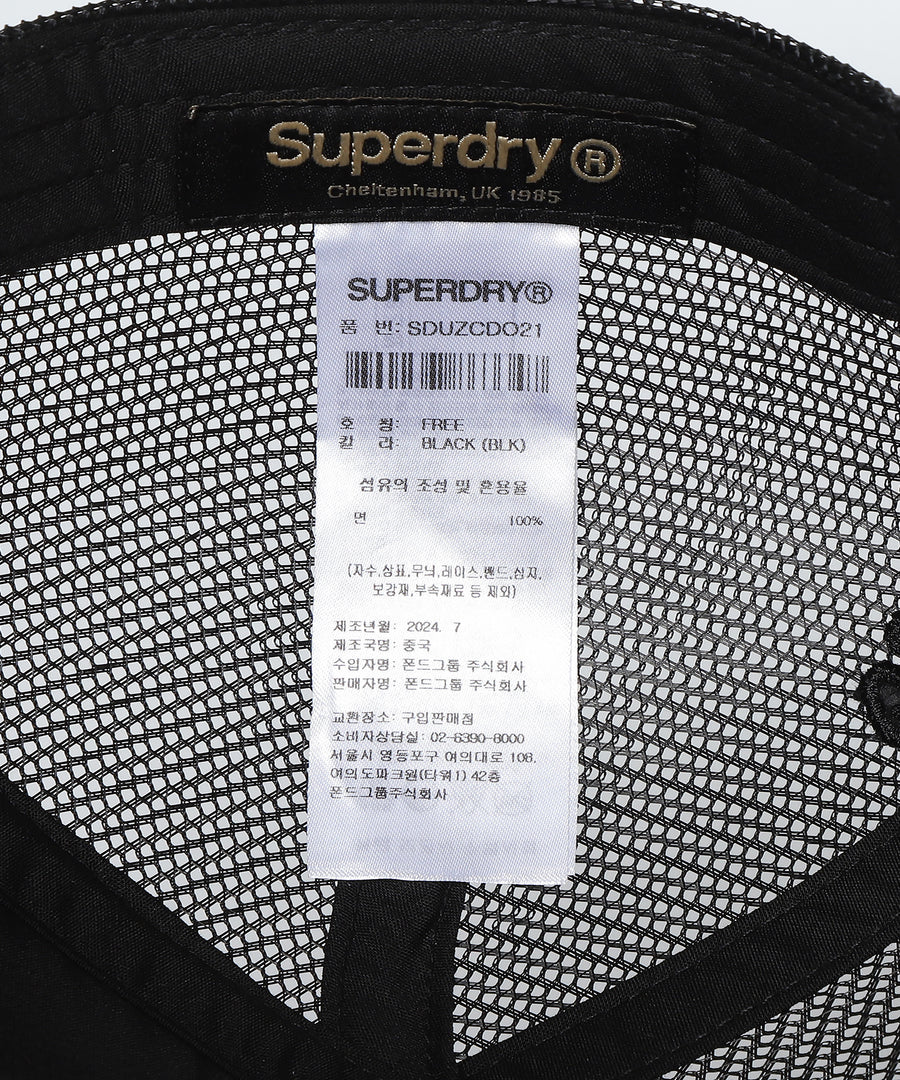 Superdry®
Cheltenham, UK 1985
SUPERDRY®
품 번: SDUZCDO21
호 칭: FREE
칼 라: BLACK (BLK)
섬유의 조성 및 혼용율
면 100%
(자수,상표,무늬,레이스,밴드,심지,
보강재,부속재료 등 제외)
제조년월: 2024. 7
제조국명: 중국
수입자명: 폰드그룹 주식회사
판매자명: 폰드그룹 주식회사
교환장소: 구입판매점
소비자상담실: 02-6390-8000
서울시 영등포구 여의대로 108,
여의도파크원(타워1) 42층
폰드그룹주식회사